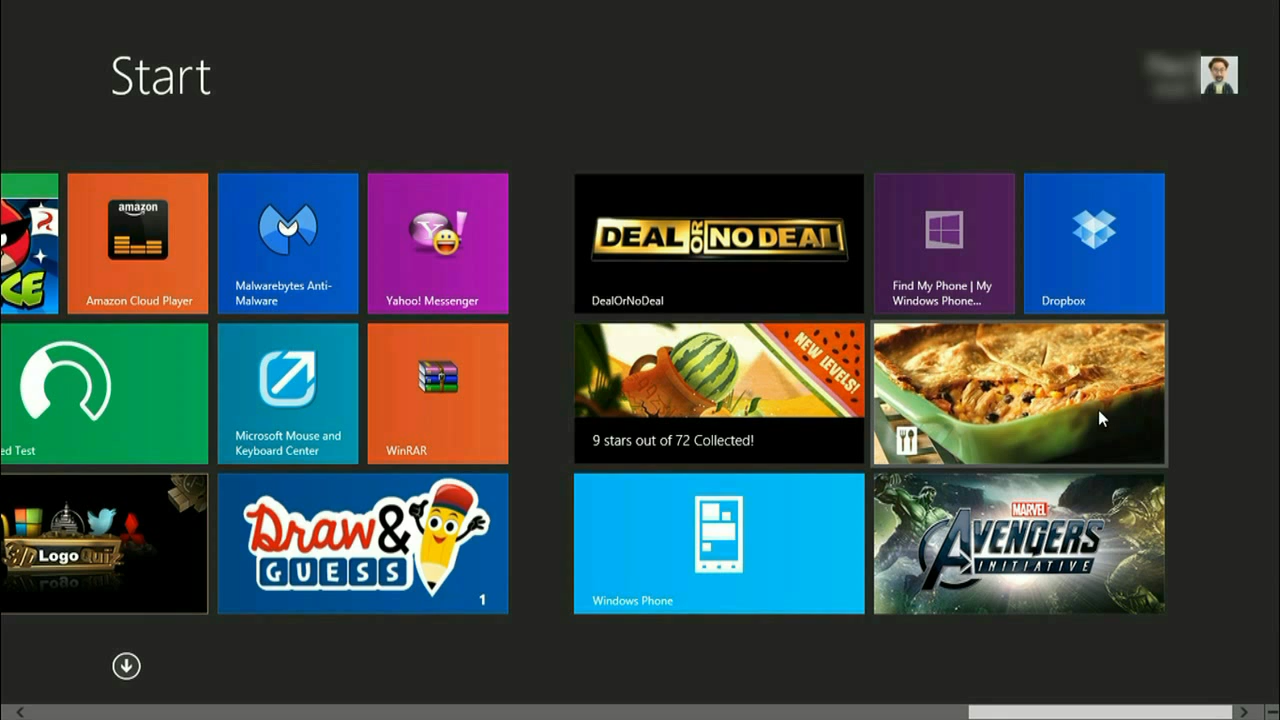 Start
amazon
Amazon Cloud Player
Malwarebytes Anti-
Malware
Yahoo! Messenger
DEAL OR NO DEAL
DealOrNoDeal
Find My Phone | My
Windows Phone...
Dropbox
CE
ed Test
Microsoft Mouse and
Keyboard Center
WinRAR
NEW LEVELS!
9 stars out of 72 Collected!
Logo Quiz
Draw &
GUESS
1
Windows Phone
MARVEL
AVENGERS
INITIATIVE